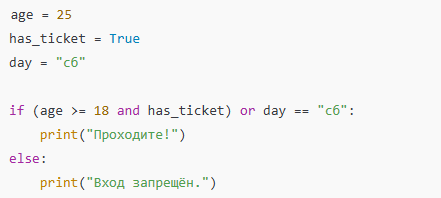 age = 25
has_ticket = True
day = "сб"
if (age >= 18 and has_ticket) or day == "сб":
    print("Проходите!")
else:
    print("Вход запрещён.")